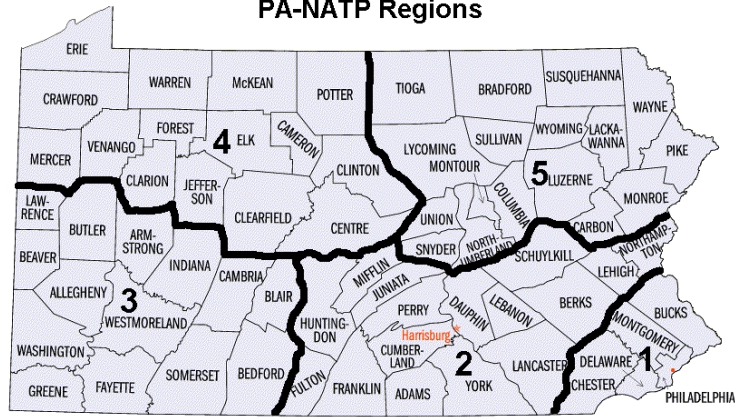 PA-NATP Regions
ERIE
WARREN
McKEAN
POTTER
TIOGA
BRADFORD
SUSQUEHANNA
CRAWFORD
WAYNE
FOREST
ELK
CAMERON
4
VENANGO
MERCER
CLARION
JEFFER-
SON
CLINTON
CLEARFIELD
CENTRE
LYCOMING
MONTOUR
SULLIVAN
WYOMING
LACKA-
WANNA
PIKE
5
LUZERNE
COLUMBIA
MONROE
CARBON
UNION
SNYDER
NORTH-
UMBERLAND
SCHUYLKILL
NORTHAMP-
TON
LEHIGH
LAW-
RENCE
BUTLER
ARM-
STRONG
INDIANA
BEAVER
CAMBRIA
BLAIR
ALLEGHENY
3
WESTMORELAND
WASHINGTON
GREENE
FAYETTE
SOMERSET
BEDFORD
HUNTING-
DON
MIFFLIN
JUNIATA
PERRY
DAUPHIN
LEBANON
BERKS
Harrisburg
CUMBER-
LAND
2
FULTON
FRANKLIN
ADAMS
YORK
LANCASTER
BUCKS
MONTGOMERY
1
DELAWARE
CHESTER
PHILADELPHIA